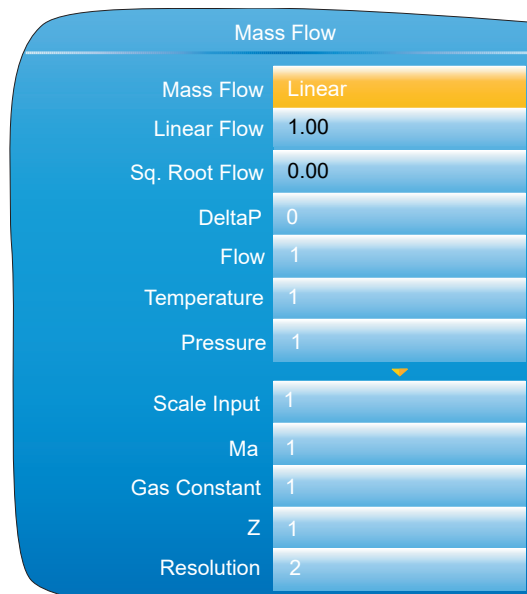 Mass Flow
Mass Flow Linear
Linear Flow 1.00
Sq. Root Flow 0.00
DeltaP 0
Flow 1
Temperature 1
Pressure 1
Scale Input 1
Ma 1
Gas Constant 1
Z 1
Resolution 2